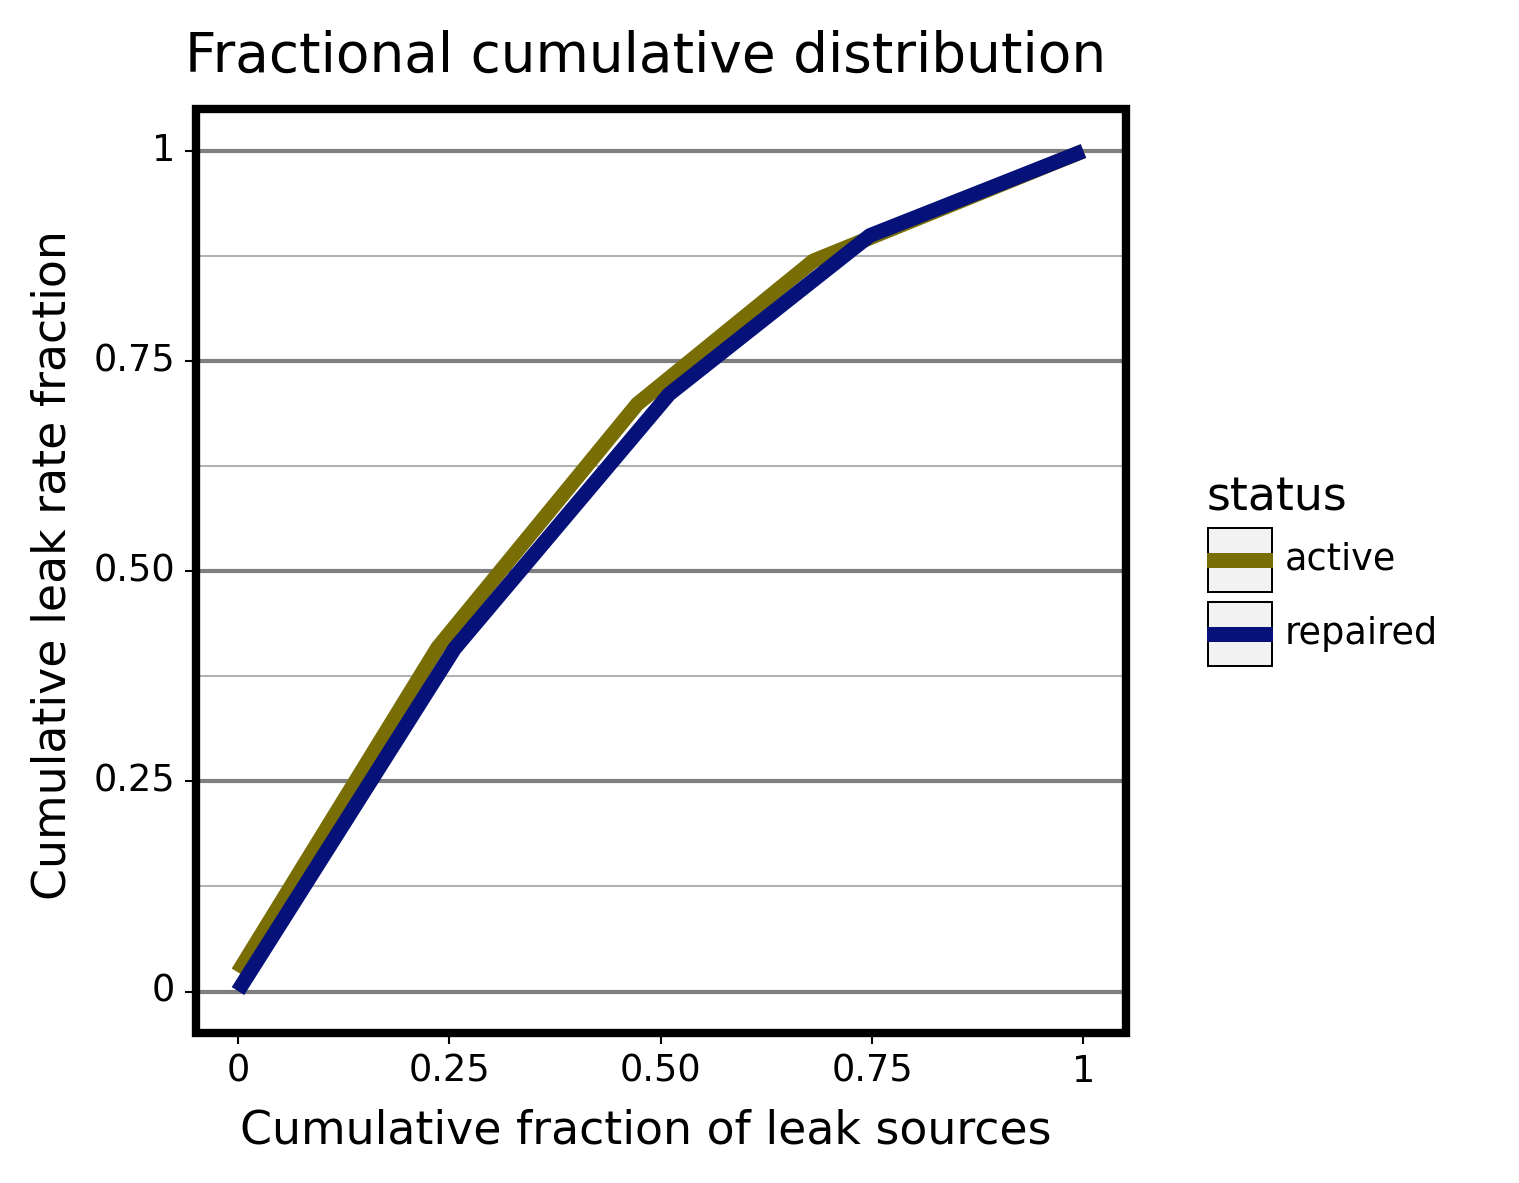 Fractional cumulative distribution
Cumulative leak rate fraction
1
0.75
0.50
0.25
0
0 0.25 0.50 0.75 1
Cumulative fraction of leak sources
status
active
repaired